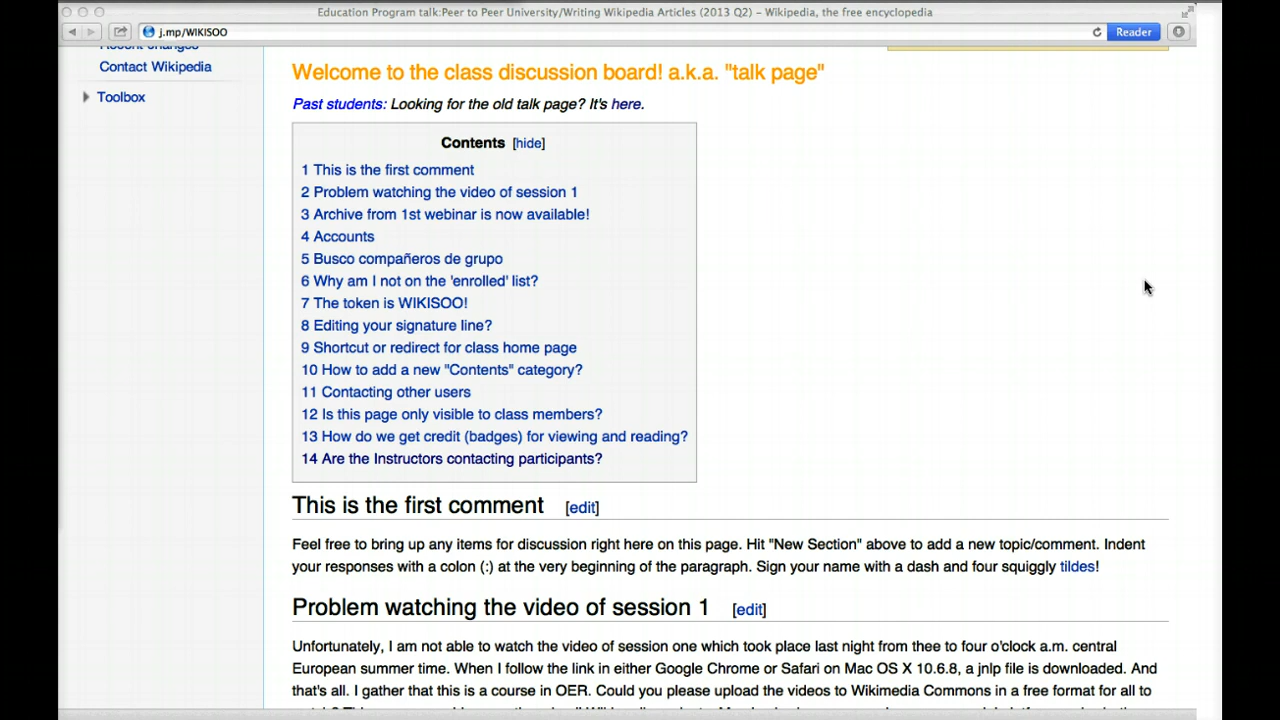 Education Program talk:Peer to Peer University/Writing Wikipedia Articles (2013 Q2) – Wikipedia, the free encyclopedia
j.mp/WIKISOO
Reader
Recent changes
Contact Wikipedia
Toolbox
Welcome to the class discussion board! a.k.a. "talk page"
Past students: Looking for the old talk page? It's here.
Contents [hide]
1 This is the first comment
2 Problem watching the video of session 1
3 Archive from 1st webinar is now available!
4 Accounts
5 Busco compañeros de grupo
6 Why am I not on the 'enrolled' list?
7 The token is WIKISOO!
8 Editing your signature line?
9 Shortcut or redirect for class home page
10 How to add a new "Contents" category?
11 Contacting other users
12 Is this page only visible to class members?
13 How do we get credit (badges) for viewing and reading?
14 Are the Instructors contacting participants?
This is the first comment [edit]
Feel free to bring up any items for discussion right here on this page. Hit "New Section" above to add a new topic/comment. Indent
your responses with a colon (:) at the very beginning of the paragraph. Sign your name with a dash and four squiggly tildes!
Problem watching the video of session 1 [edit]
Unfortunately, I am not able to watch the video of session one which took place last night from thee to four o'clock a.m. central
European summer time. When I follow the link in either Google Chrome or Safari on Mac OS X 10.6.8, a jnlp file is downloaded. And
that's all. I gather that this is a course in OER. Could you please upload the videos to Wikimedia Commons in a free format for all to